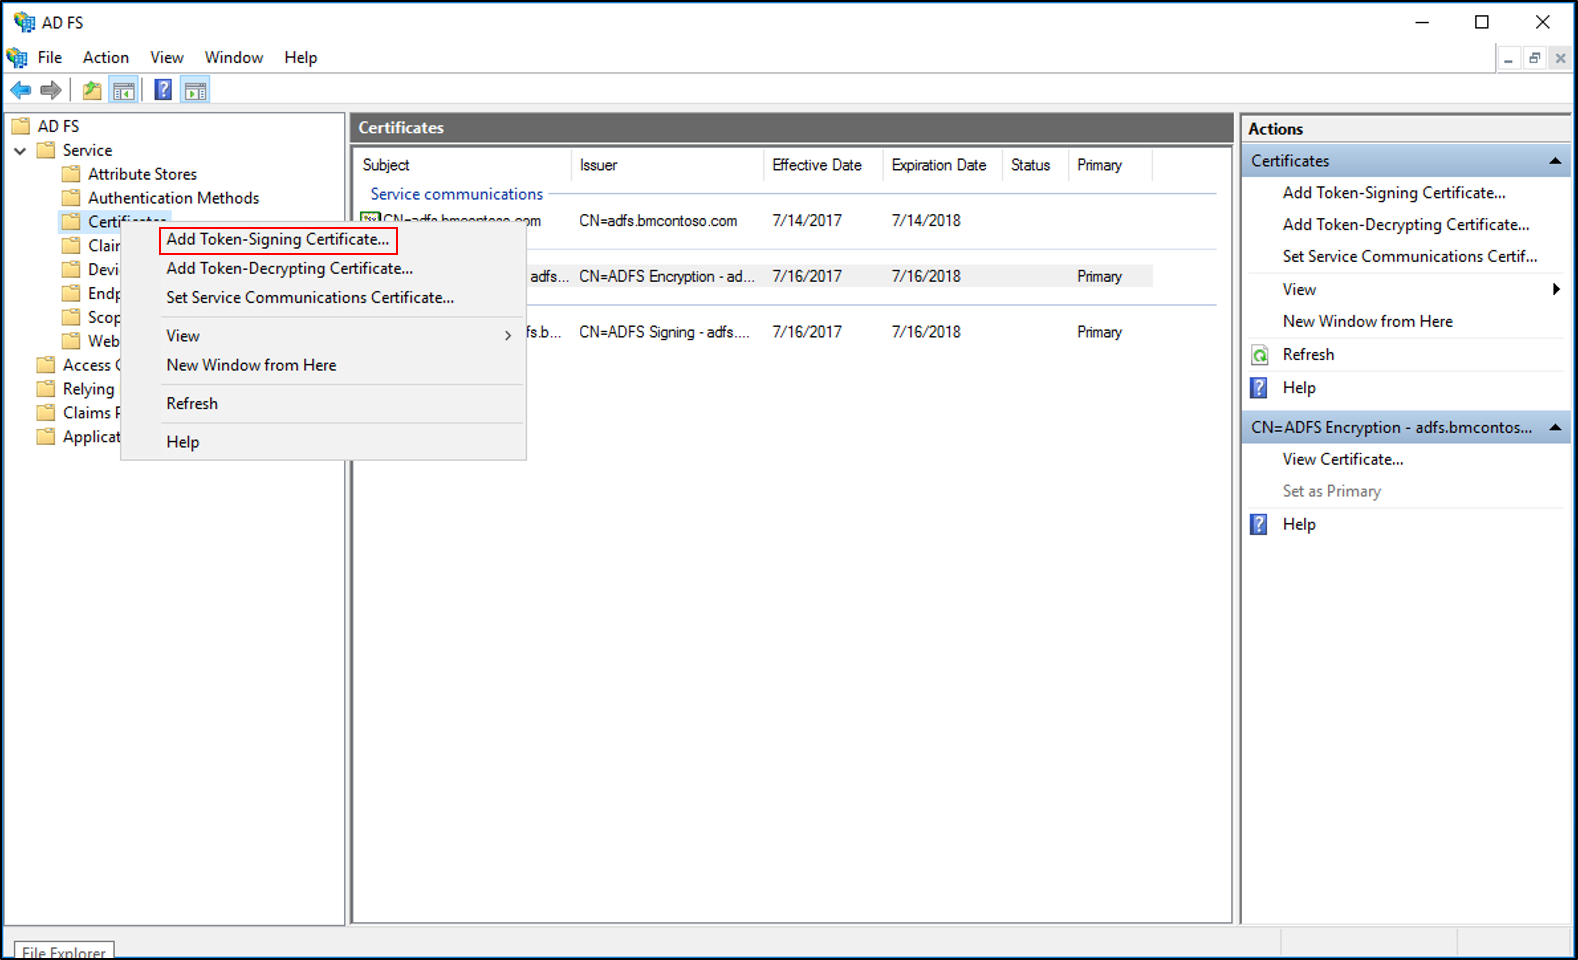 AD FS
File Action View Window Help
AD FS
Service
Attribute Stores
Authentication Methods
Certificates
Clair
Devi
Endp
Scop
Web
Access
Relying
Claims P
Applicat
Add Token-Signing Certificate...
Add Token-Decrypting Certificate...
Set Service Communications Certificate...
View
New Window from Here
Refresh
Help
Certificates
Subject Issuer Effective Date Expiration Date Status Primary
Service communications
CN=adfs.bmcontoso.com CN=adfs.bmcontoso.com 7/14/2017 7/14/2018
adfs... CN=ADFS Encryption - ad... 7/16/2017 7/16/2018 Primary
fs.b... CN=ADFS Signing - adfs.... 7/16/2017 7/16/2018 Primary
Actions
Certificates
Add Token-Signing Certificate...
Add Token-Decrypting Certificate...
Set Service Communications Certif...
View
New Window from Here
Refresh
Help
CN=ADFS Encryption - adfs.bmcontos...
View Certificate...
Set as Primary
Help
File Explorer